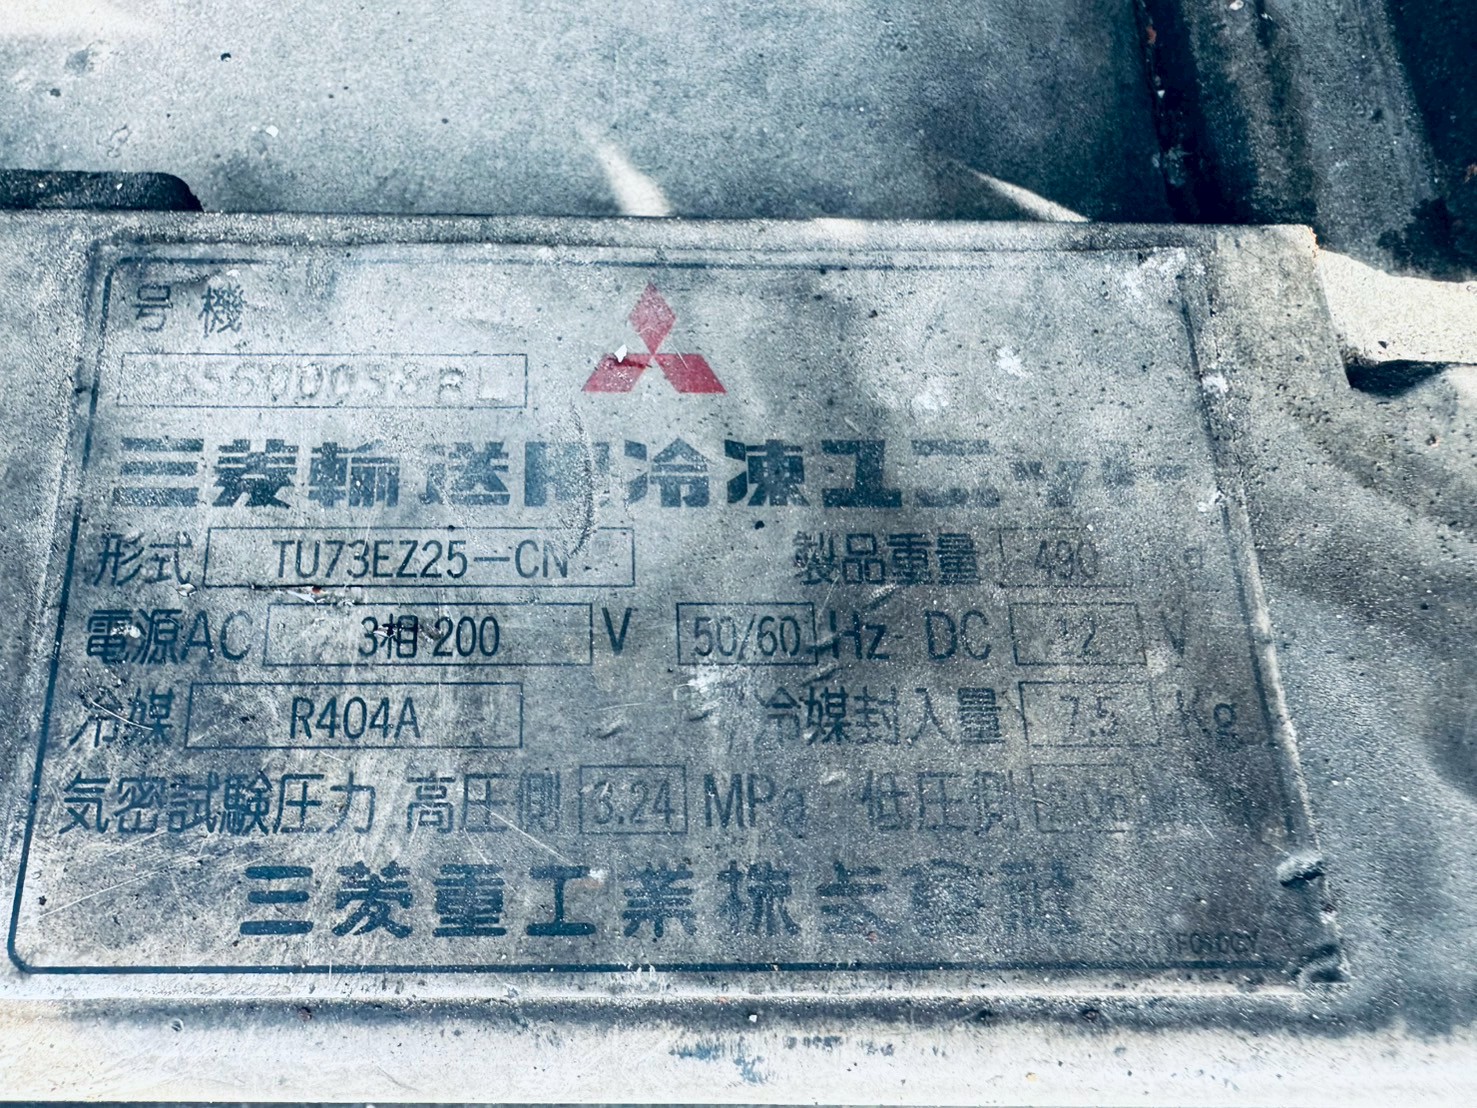 号機
三菱輸送用冷凍ユニット
形式 TU73EZ25-CN 製品重量 490 Kg
電源AC 3相 200 V 50/60 Hz DC 12 V
冷媒 R404A 冷媒封入量 7.5 Kg
気密試験圧力 高圧側 3.24 MPa 低圧側
三菱重工業株式会社